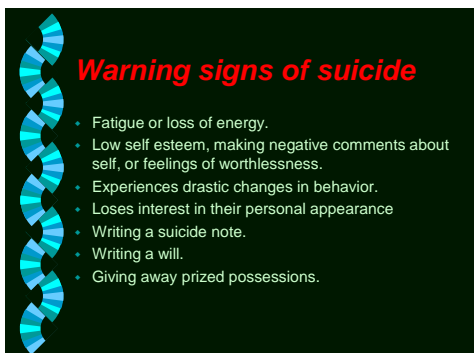 Warning signs of suicide
Fatigue or loss of energy.
Low self esteem, making negative comments about
self, or feelings of worthlessness.
Experiences drastic changes in behavior.
Loses interest in their personal appearance
Writing a suicide note.
Writing a will.
Giving away prized possessions.